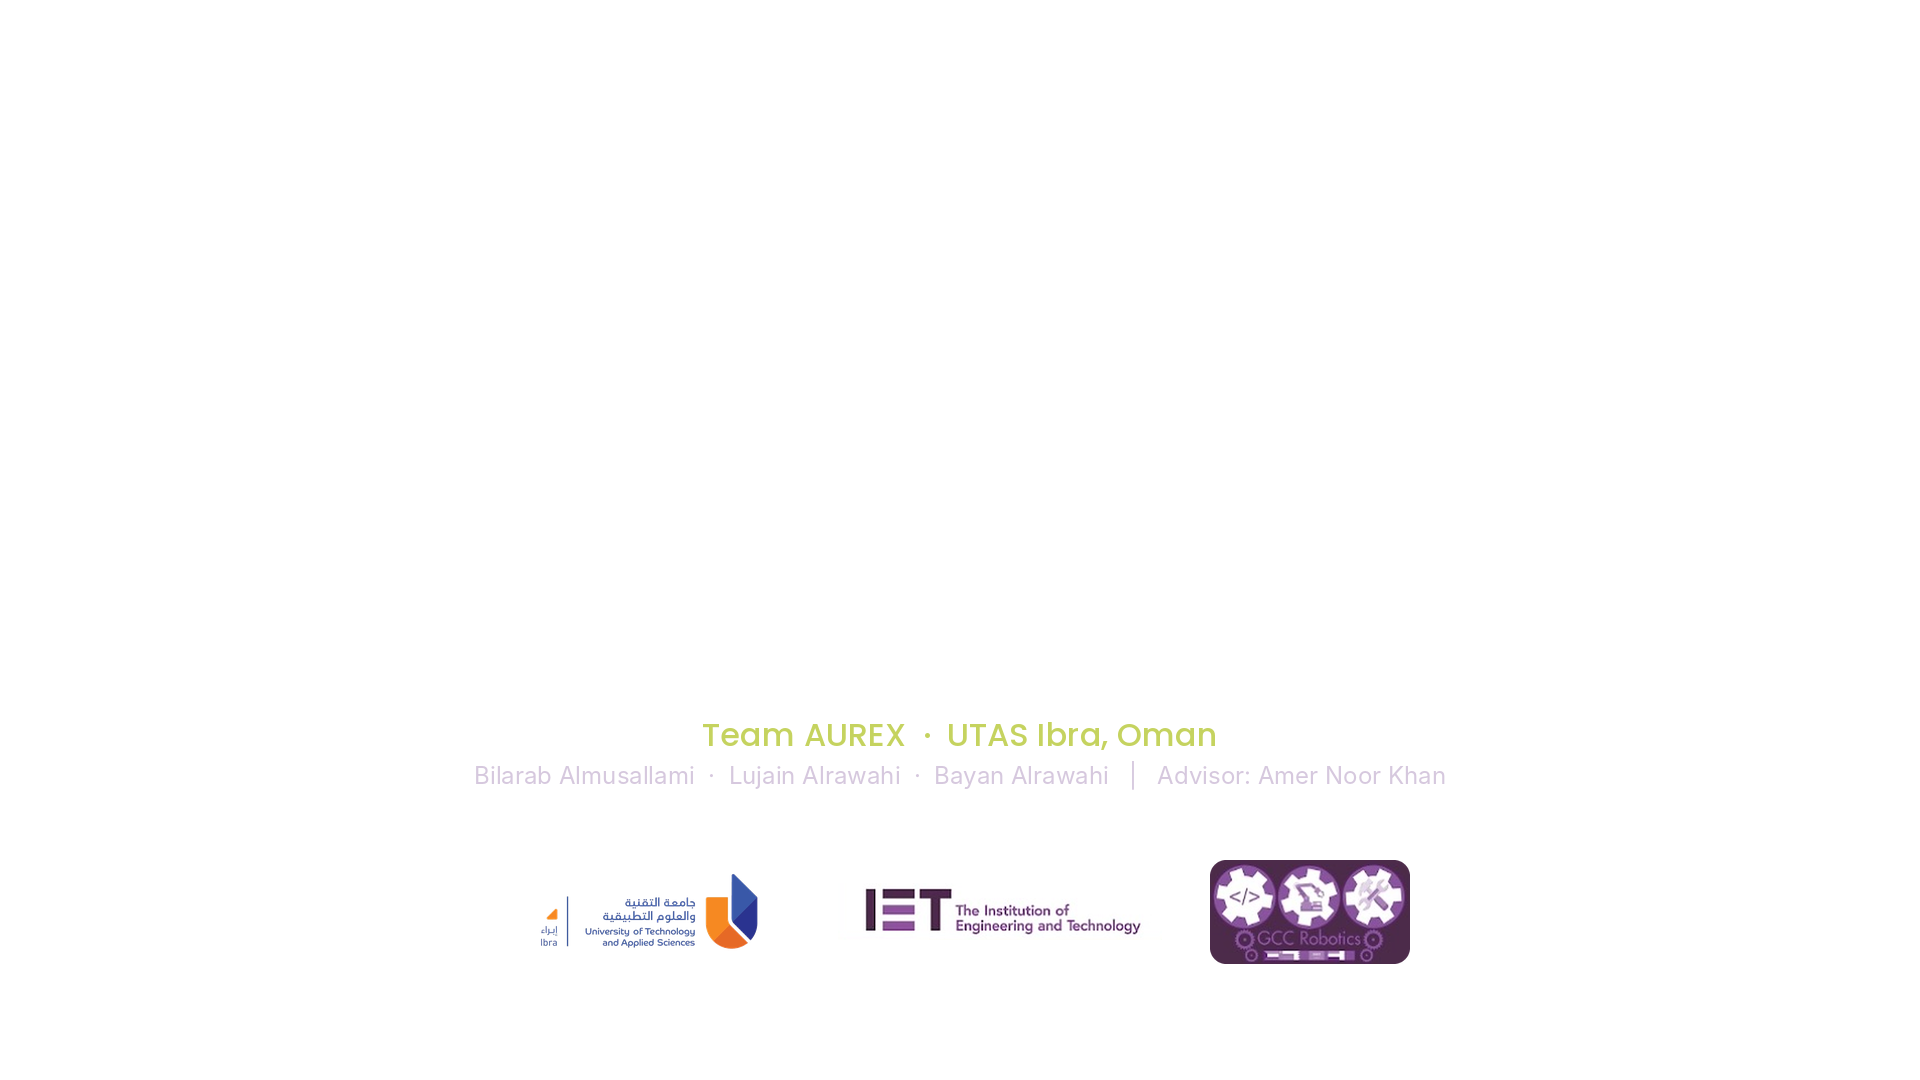 Team AUREX · UTAS Ibra, Oman
Bilarab Almusallami · Lujain Alrawahi · Bayan Alrawahi | Advisor: Amer Noor Khan
إبراء
Ibra
جامعة التقنية
والعلوم التطبيقية
University of Technology
and Applied Sciences
IET The Institution of
Engineering and Technology
</>
GCC Robotics